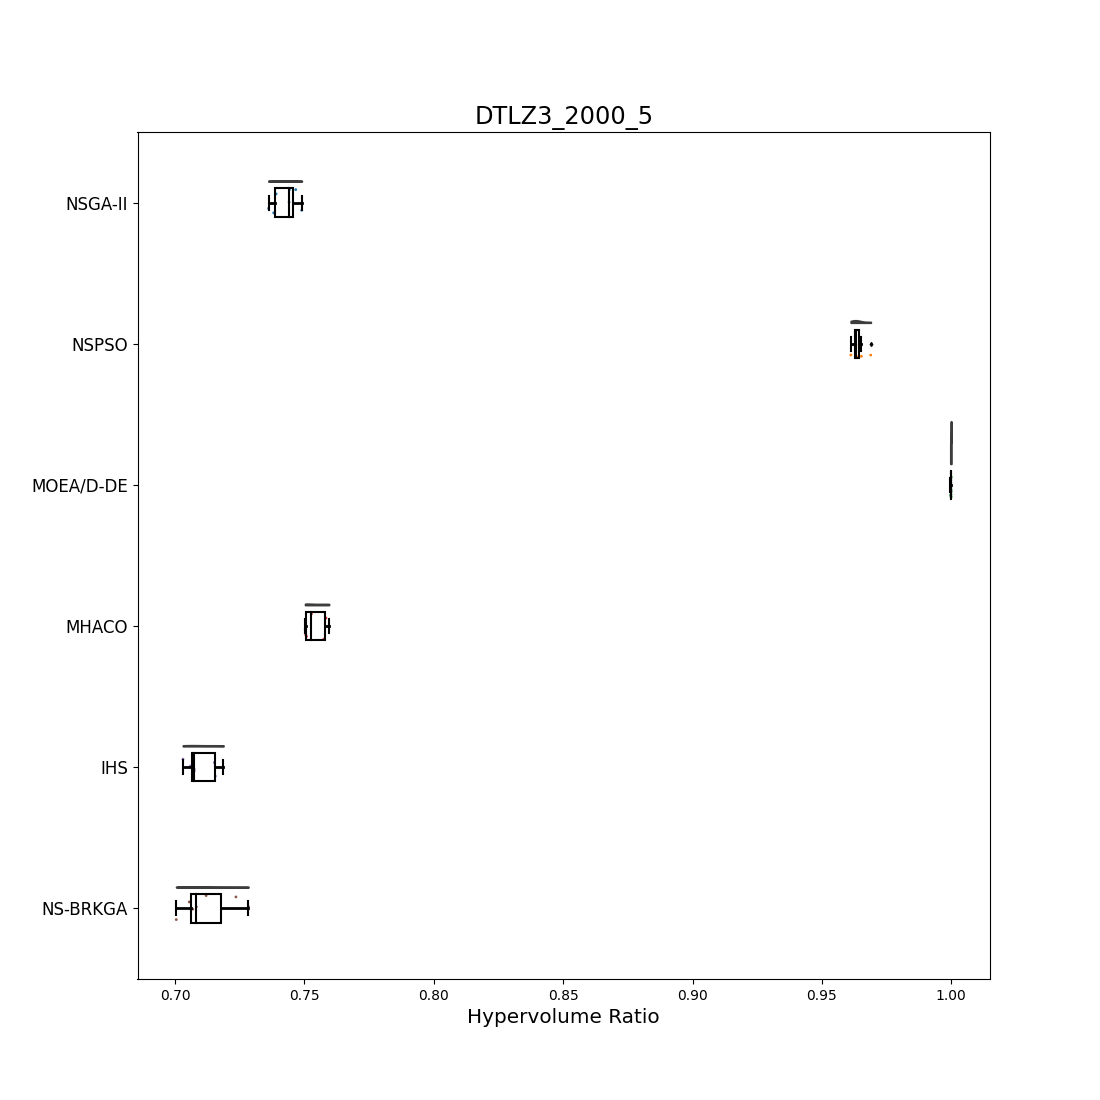 DTLZ3_2000_5
NSGA-II
NSPSO
MOEA/D-DE
MHACO
IHS
NS-BRKGA
0.70 0.75 0.80 0.85 0.90 0.95 1.00
Hypervolume Ratio